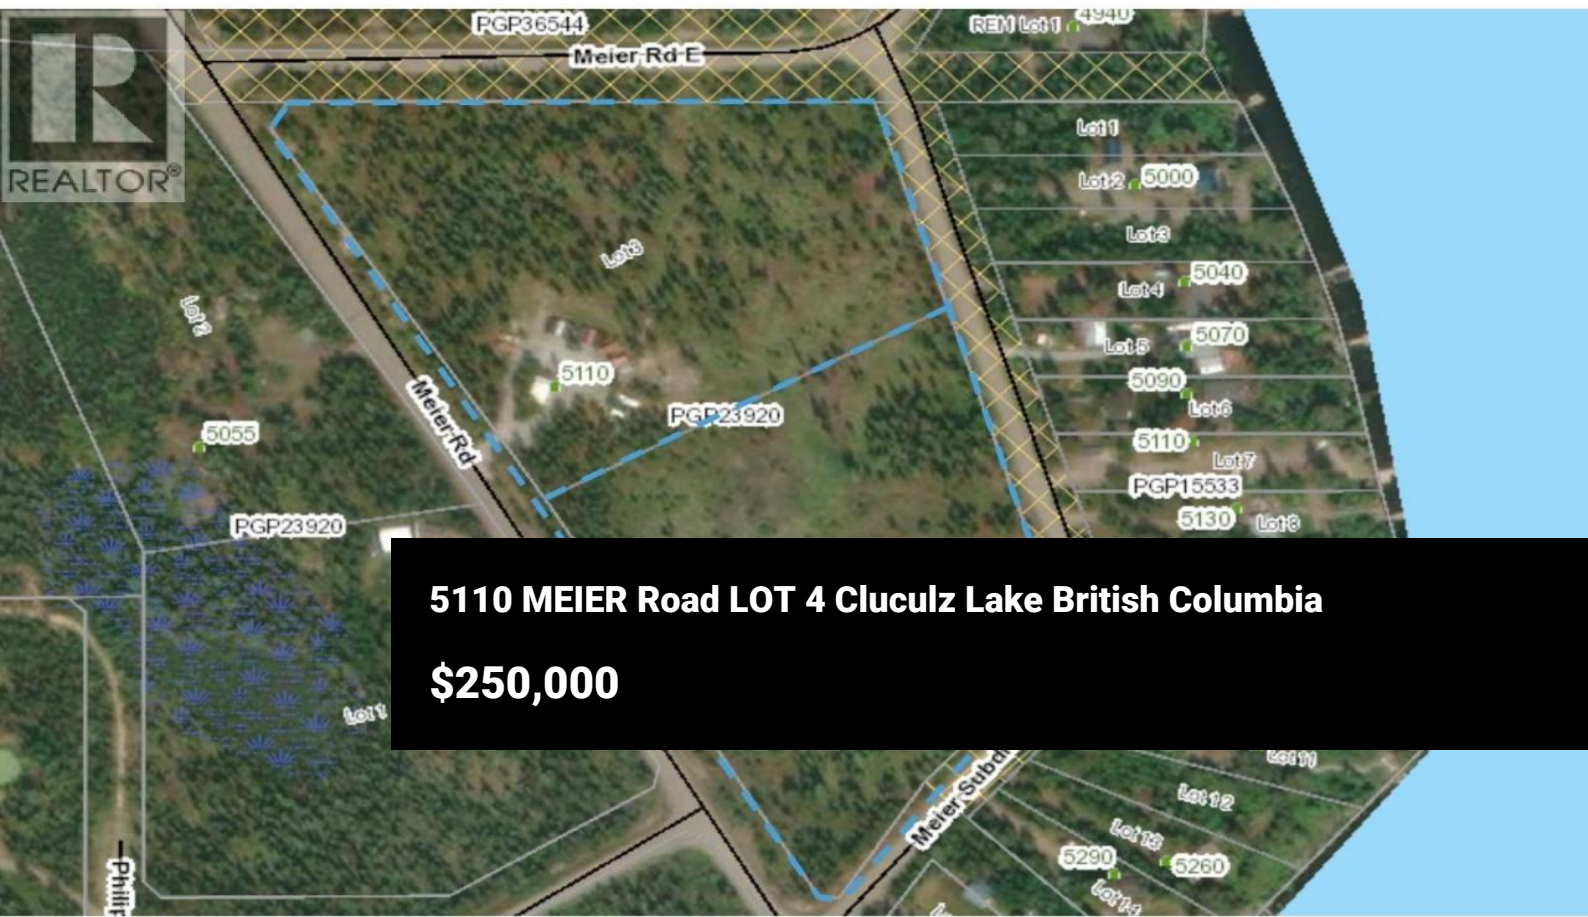 PGP36544
Meier Rd E
REM Lot 1
4940
REALTOR®
Lot 1
Lot 2
5000
Lot 3
Lot 3
Lot 4
5040
Lot 2
Lot 5
5070
5110
5090
Lot 6
Meier Rd
PGP23920
5055
5110
Lot 7
PGP15533
PGP23920
5130
Lot 8
5110 MEIER Road LOT 4 Cluculz Lake British Columbia
$250,000
Lot 1
Lot 11
Lot 12
Lot 13
5290
5260
Lot 14